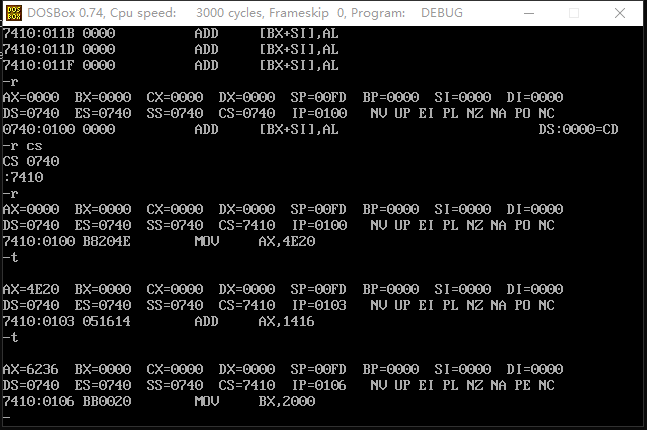 DOSBox 0.74, Cpu speed:    3000 cycles, Frameskip  0, Program:    DEBUG
7410:011B 0000          ADD     [BX+SI],AL
7410:011D 0000          ADD     [BX+SI],AL
7410:011F 0000          ADD     [BX+SI],AL
-r
AX=0000  BX=0000  CX=0000  DX=0000  SP=00FD  BP=0000  SI=0000  DI=0000
DS=0740  ES=0740  SS=0740  CS=0740  IP=0100   NV UP EI PL NZ NA PO NC
0740:0100 0000          ADD     [BX+SI],AL                         DS:0000=CD
-r cs
CS 0740
:7410
-r
AX=0000  BX=0000  CX=0000  DX=0000  SP=00FD  BP=0000  SI=0000  DI=0000
DS=0740  ES=0740  SS=0740  CS=7410  IP=0100   NV UP EI PL NZ NA PO NC
7410:0100 B8204E        MOV     AX,4E20
-t
AX=4E20  BX=0000  CX=0000  DX=0000  SP=00FD  BP=0000  SI=0000  DI=0000
DS=0740  ES=0740  SS=0740  CS=7410  IP=0103   NV UP EI PL NZ NA PO NC
7410:0103 051614        ADD     AX,1416
-t
AX=6236  BX=0000  CX=0000  DX=0000  SP=00FD  BP=0000  SI=0000  DI=0000
DS=0740  ES=0740  SS=0740  CS=7410  IP=0106   NV UP EI PL NZ NA PE NC
7410:0106 BB0020        MOV     BX,2000
-